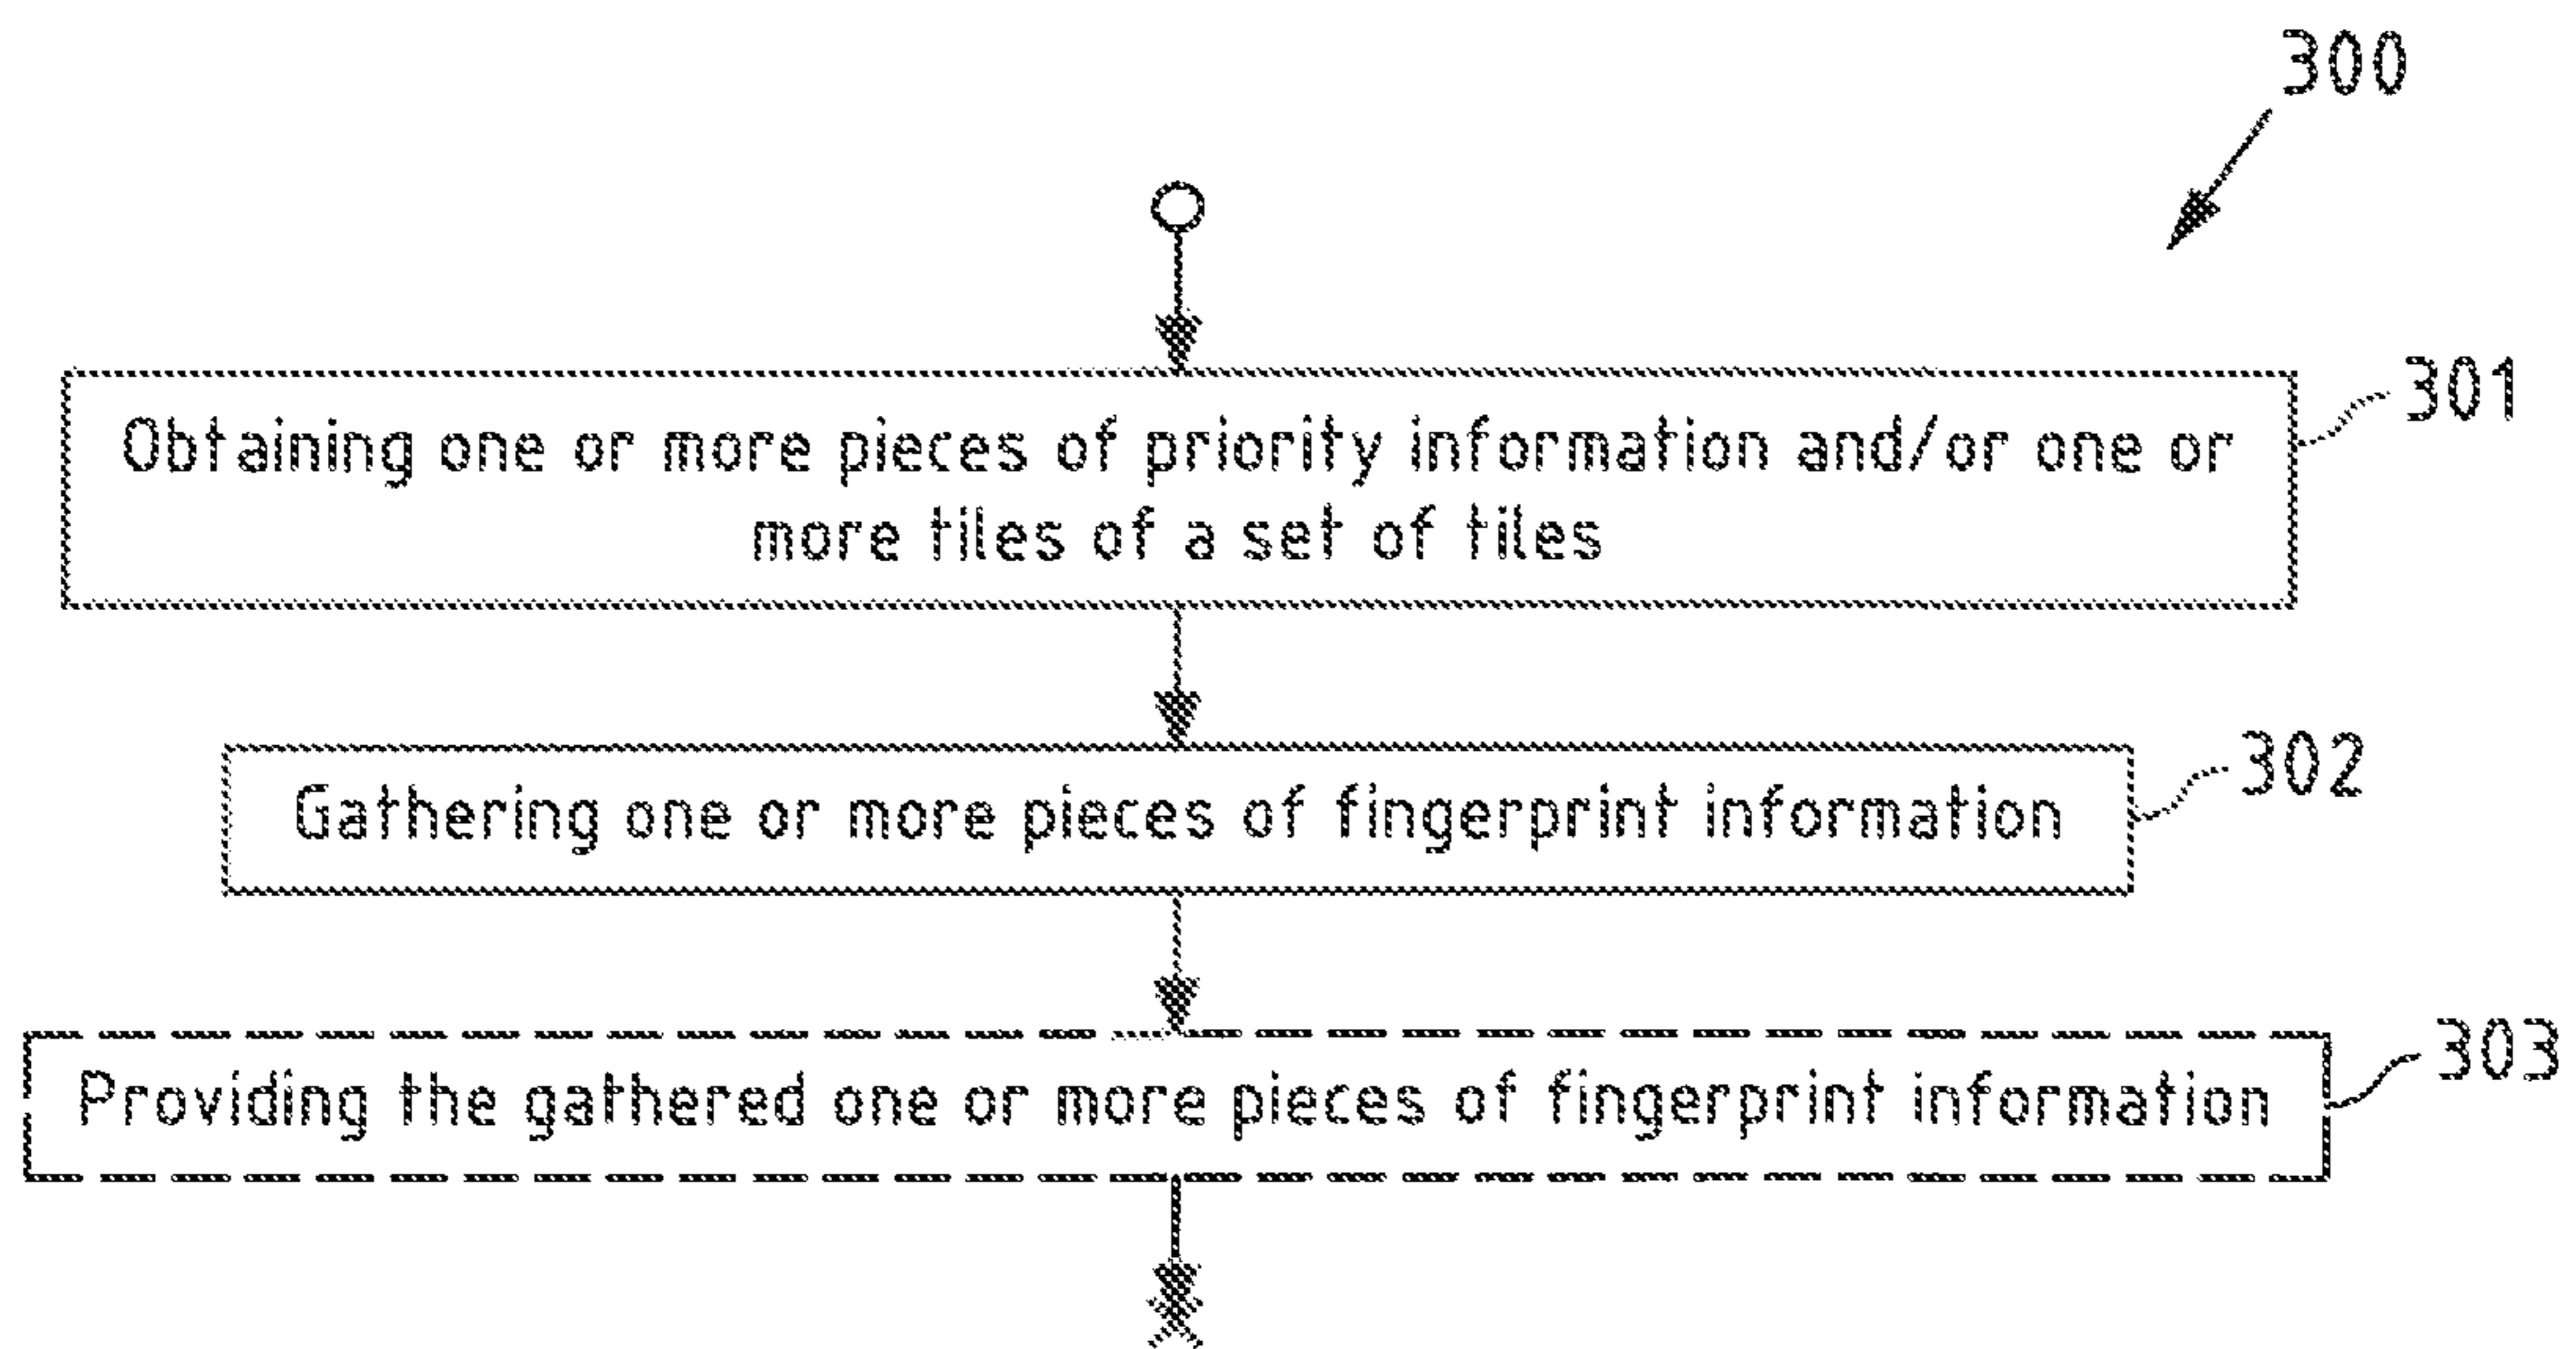 300
301
Obtaining one or more pieces of priority information and/or one or
more tiles of a set of tiles
302
Gathering one or more pieces of fingerprint information
303
Providing the gathered one or more pieces of fingerprint information